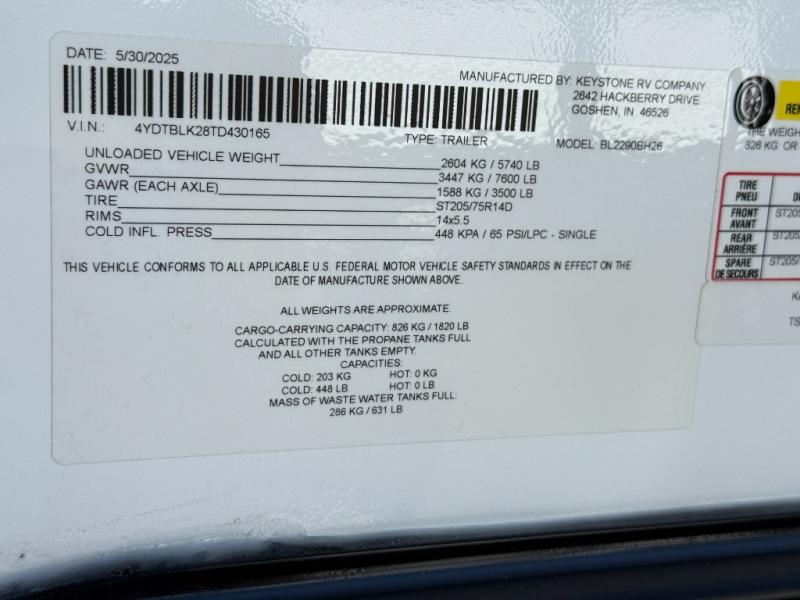 DATE: 5/30/2025
MANUFACTURED BY: KEYSTONE RV COMPANY
2642 HACKBERRY DRIVE
GOSHEN, IN 46526
V.I.N.: 4YDTBLK28TD430165
TYPE: TRAILER
MODEL: BL2290BH26
UNLOADED VEHICLE WEIGHT 2604 KG / 5740 LB
GVWR 3447 KG / 7600 LB
GAWR (EACH AXLE) 1588 KG / 3500 LB
TIRE ST205/75R14D
RIMS 14x5.5
COLD INFL. PRESS 448 KPA / 65 PSI/LPC - SINGLE
THIS VEHICLE CONFORMS TO ALL APPLICABLE U.S. FEDERAL MOTOR VEHICLE SAFETY STANDARDS IN EFFECT ON THE
DATE OF MANUFACTURE SHOWN ABOVE.
ALL WEIGHTS ARE APPROXIMATE.
CARGO-CARRYING CAPACITY: 826 KG / 1820 LB
CALCULATED WITH THE PROPANE TANKS FULL
AND ALL OTHER TANKS EMPTY.
CAPACITIES:
COLD: 203 KG HOT: 0 KG
COLD: 448 LB HOT: 0 LB
MASS OF WASTE WATER TANKS FULL:
286 KG / 631 LB
THE WEIGH
826 KG OR
TIRE
PNEU
FRONT
AVANT
ST205
REAR
ARRIÈRE
ST205/
SPARE
DE SECOURS
ST205/